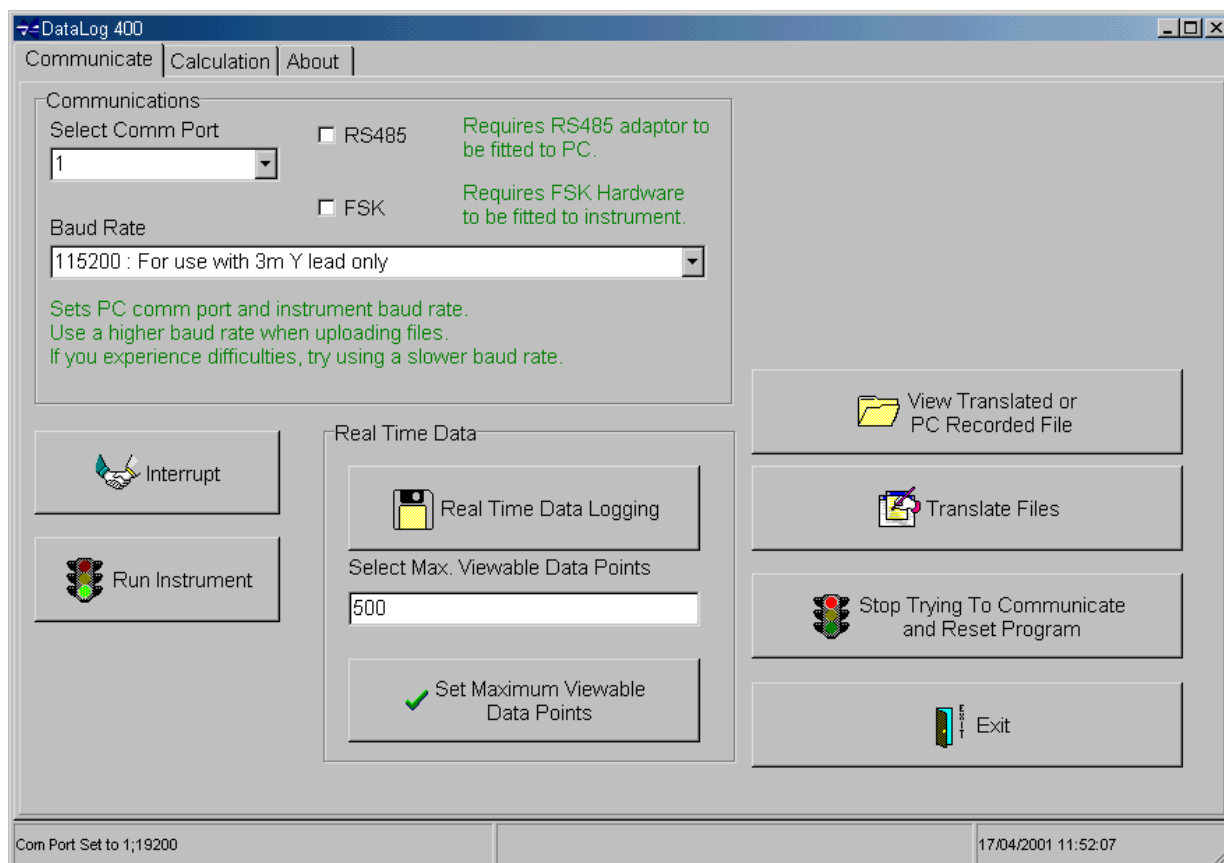 DataLog 400
Communicate Calculation About
Communications
Select Comm Port
1
RS485
Requires RS485 adaptor to
be fitted to PC.
FSK
Requires FSK Hardware
to be fitted to instrument.
Baud Rate
115200 : For use with 3m Y lead only
Sets PC comm port and instrument baud rate.
Use a higher baud rate when uploading files.
If you experience difficulties, try using a slower baud rate.
Interrupt
Run Instrument
Real Time Data
Real Time Data Logging
Select Max. Viewable Data Points
500
Set Maximum Viewable
Data Points
View Translated or
PC Recorded File
Translate Files
Stop Trying To Communicate
and Reset Program
EXIT
Exit
Com Port Set to 1;19200
17/04/2001 11:52:07